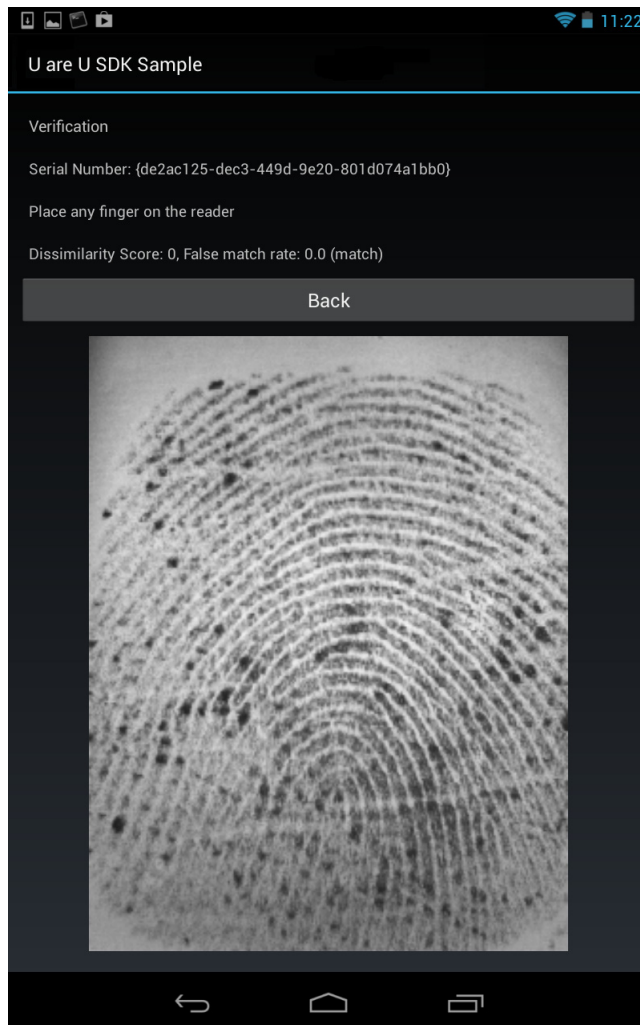 11:22
U are U SDK Sample
Verification
Serial Number: {de2ac125-dec3-449d-9e20-801d074a1bb0}
Place any finger on the reader
Dissimilarity Score: 0, False match rate: 0.0 (match)
Back